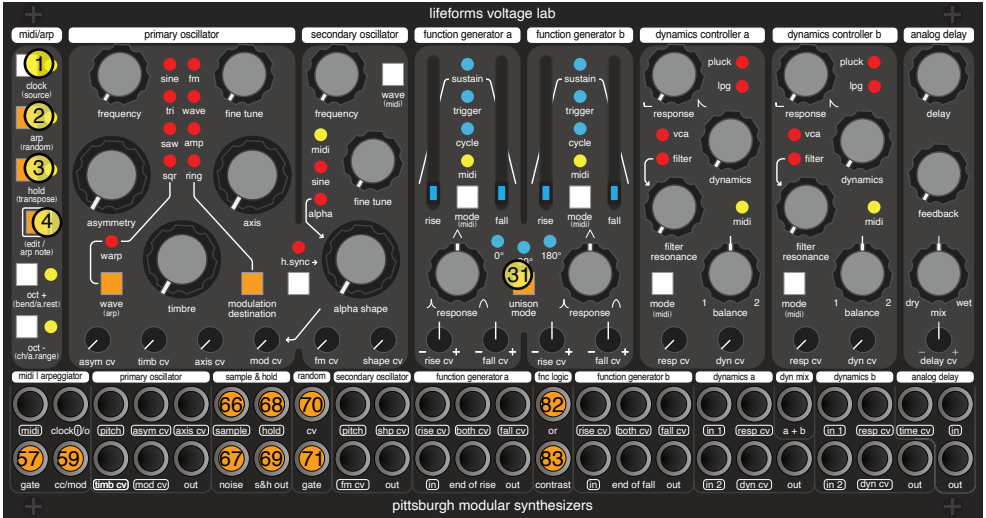 lifeforms voltage lab
midi/arp primary oscillator secondary oscillator function generator a function generator b dynamics controller a dynamics controller b analog delay
1
clock
(source)
2
arp
(random)
3
hold
(transpose)
4
(edit /
arp note)
oct +
(bend/a.rest)
oct -
(ch/a.range)
frequency
sine fm
tri wave
saw amp
sqr ring
fine tune
asymmetry
axis
warp
wave
(arp)
timbre
modulation
destination
asym cv timb cv axis cv mod cv
frequency
wave
(midi)
midi
sine
alpha
fine tune
h.sync
alpha shape
fm cv shape cv
sustain
trigger
cycle
midi
rise
mode
(midi)
fall
response
- + - +
rise cv fall cv
0° 180°
31
unison
mode
sustain
trigger
cycle
midi
rise
mode
(midi)
fall
response
- + - +
rise cv fall cv
response
pluck
lpg
vca
filter
dynamics
filter
resonance
midi
mode
(midi)
1 2
balance
resp cv dyn cv
response
pluck
lpg
vca
filter
dynamics
filter
resonance
midi
mode
(midi)
1 2
balance
resp cv dyn cv
delay
feedback
dry wet
mix
- +
delay cv
midi | arpeggiator primary oscillator sample & hold random secondary oscillator function generator a fnc logic function generator b dynamics a dyn mix dynamics b analog delay
66 68 70 82
midi clock(i)/o pitch asym cv axis cv sample hold cv pitch shp cv rise cv both cv fall cv or rise cv both cv fall cv in 1 resp cv a + b in 1 resp cv time cv in
57 59 67 69 71 83
gate cc/mod timb cv mod cv out noise s&h out gate fm cv out in end of rise out contrast in end of fall out in 2 dyn cv in 2 dyn cv out out
pittsburgh modular synthesizers